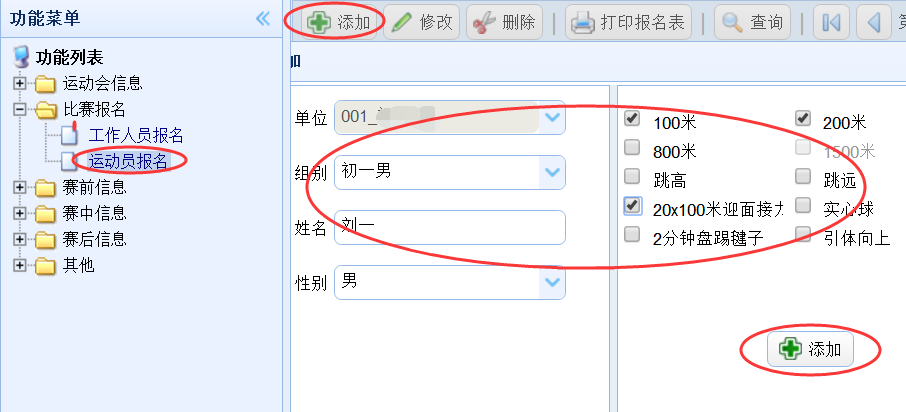 功能菜单
功能列表
运动会信息
比赛报名
工作人员报名
运动员报名
赛前信息
赛中信息
赛后信息
其他
添加 修改 删除 打印报名表 查询
单位 001_
组别 初一男
姓名 刘一
性别 男
100米 200米
800米 1500米
跳高 跳远
20x100米迎面接力 实心球
2分钟盘踢毽子 引体向上
添加